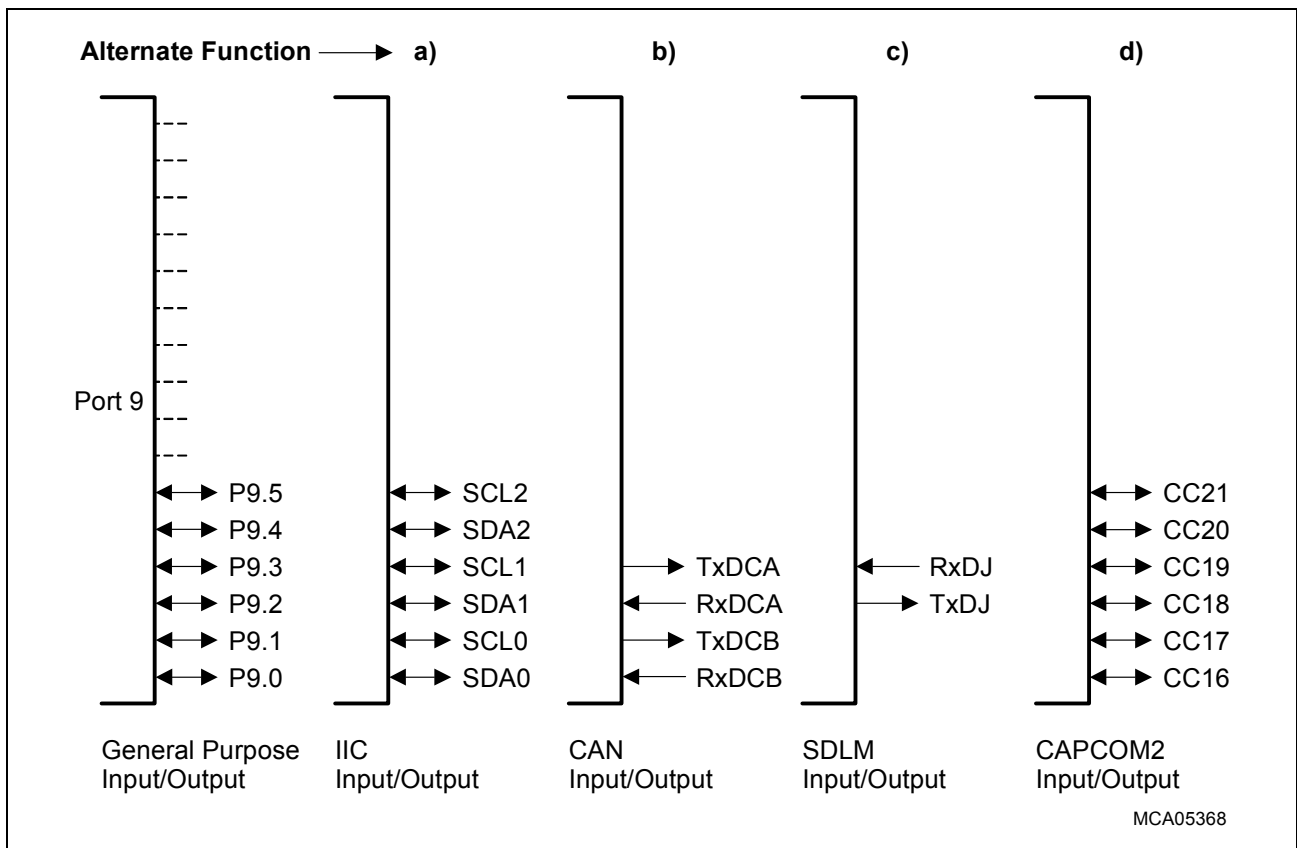 Alternate Function a) b) c) d)
Port 9
P9.5 SCL2 CC21
P9.4 SDA2 CC20
P9.3 SCL1 TxDCA RxDJ CC19
P9.2 SDA1 RxDCA TxDJ CC18
P9.1 SCL0 TxDCB CC17
P9.0 SDA0 RxDCB CC16
General Purpose IIC CAN SDLM CAPCOM2
Input/Output Input/Output Input/Output Input/Output Input/Output
MCA05368